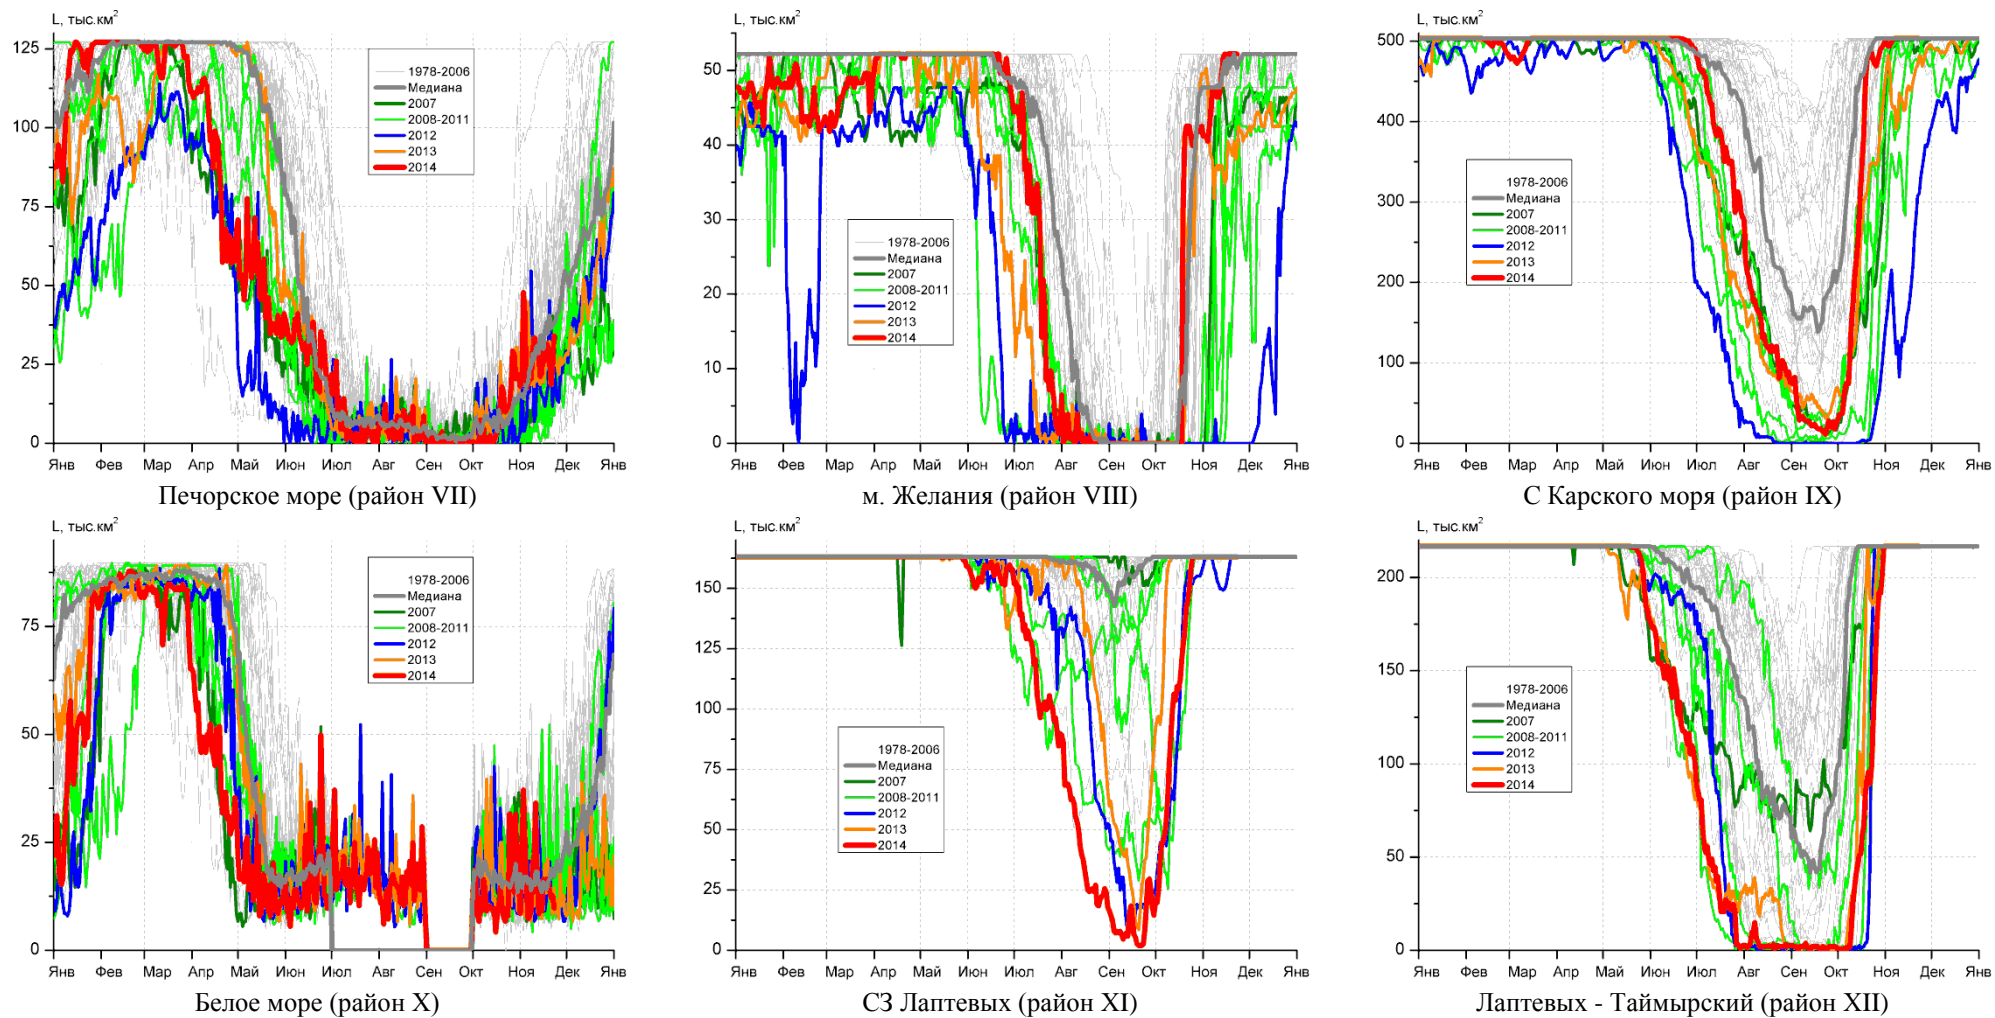 L, тыс.км²
125
100
75
50
25
0
1978-2006
Медиана
2007
2008-2011
2012
2013
2014
Янв Фев Мар Апр Май Июн Июл Авг Сен Окт Ноя Дек Янв
Печорское море (район VII)
L, тыс.км²
50
40
30
20
10
0
1978-2006
Медиана
2007
2008-2011
2012
2013
2014
Янв Фев Мар Апр Май Июн Июл Авг Сен Окт Ноя Дек Янв
м. Желания (район VIII)
L, тыс.км²
500
400
300
200
100
0
1978-2006
Медиана
2007
2008-2011
2012
2013
2014
Янв Фев Мар Апр Май Июн Июл Авг Сен Окт Ноя Дек Янв
С Карского моря (район IX)
L, тыс.км²
75
50
25
0
1978-2006
Медиана
2007
2008-2011
2012
2013
2014
Янв Фев Мар Апр Май Июн Июл Авг Сен Окт Ноя Дек Янв
Белое море (район X)
L, тыс.км²
150
125
100
75
50
25
0
1978-2006
Медиана
2007
2008-2011
2012
2013
2014
Янв Фев Мар Апр Май Июн Июл Авг Сен Окт Ноя Дек Янв
СЗ Лаптевых (район XI)
L, тыс.км²
200
150
100
50
0
1978-2006
Медиана
2007
2008-2011
2012
2013
2014
Янв Фев Мар Апр Май Июн Июл Авг Сен Окт Ноя Дек Янв
Лаптевых - Таймырский (район XII)